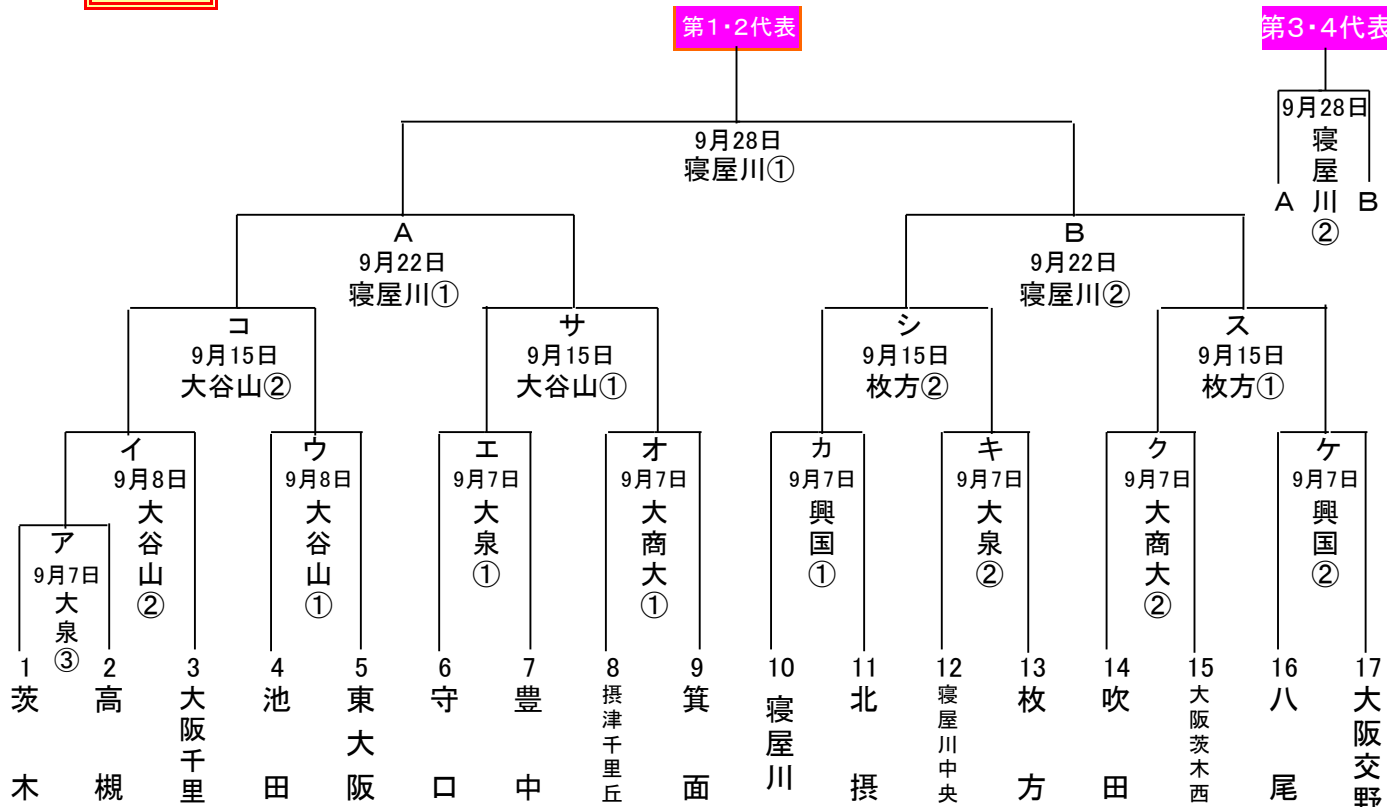 第1・2代表
第3・4代表
9月28日
寝屋川①
9月28日
寝屋川②
A
B
A
9月22日
寝屋川①
B
9月22日
寝屋川②
コ
9月15日
大谷山②
サ
9月15日
大谷山①
シ
9月15日
枚方②
ス
9月15日
枚方①
イ
9月8日
大谷山②
ウ
9月8日
大谷山①
エ
9月7日
大泉①
オ
9月7日
大商大①
カ
9月7日
興国①
キ
9月7日
大泉②
ク
9月7日
大商大②
ケ
9月7日
興国②
ア
9月7日
大泉③
1
茨木
2
高槻
3
大阪千里
4
池田
5
東大阪
6
守口
7
豊中
8
摂津千里丘
9
箕面
10
寝屋川
11
北摂
12
寝屋川中央
13
枚方
14
吹田
15
大阪茨木西
16
八尾
17
大阪交野